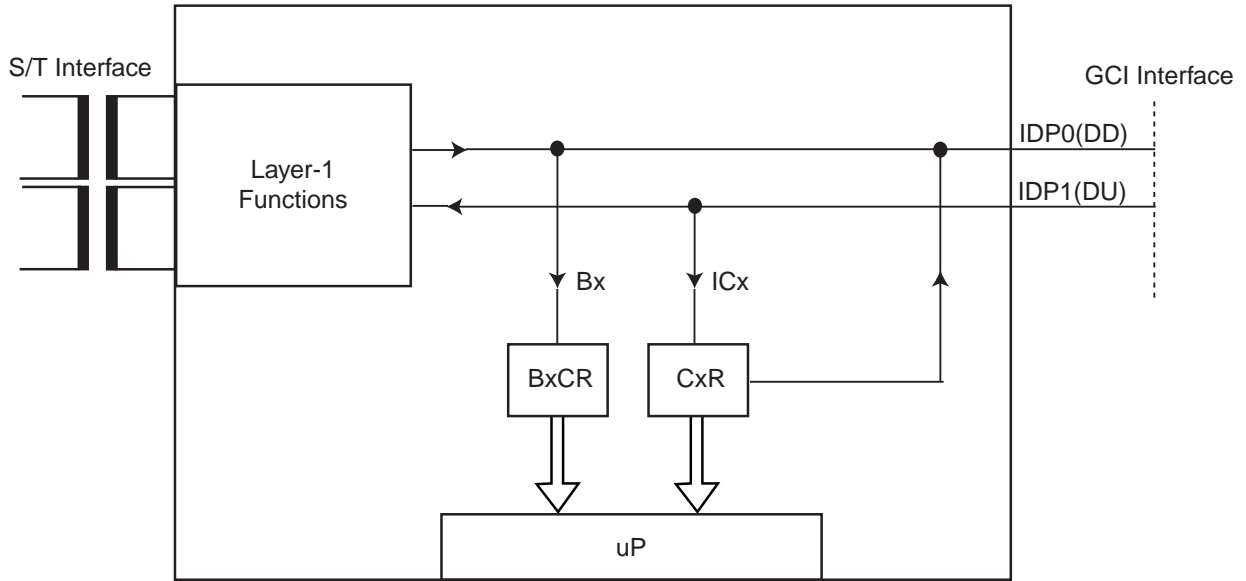 S/T Interface
GCI Interface
IDP0(DD)
Layer-1
Functions
IDP1(DU)
Bx
ICx
BxCR
CxR
uP